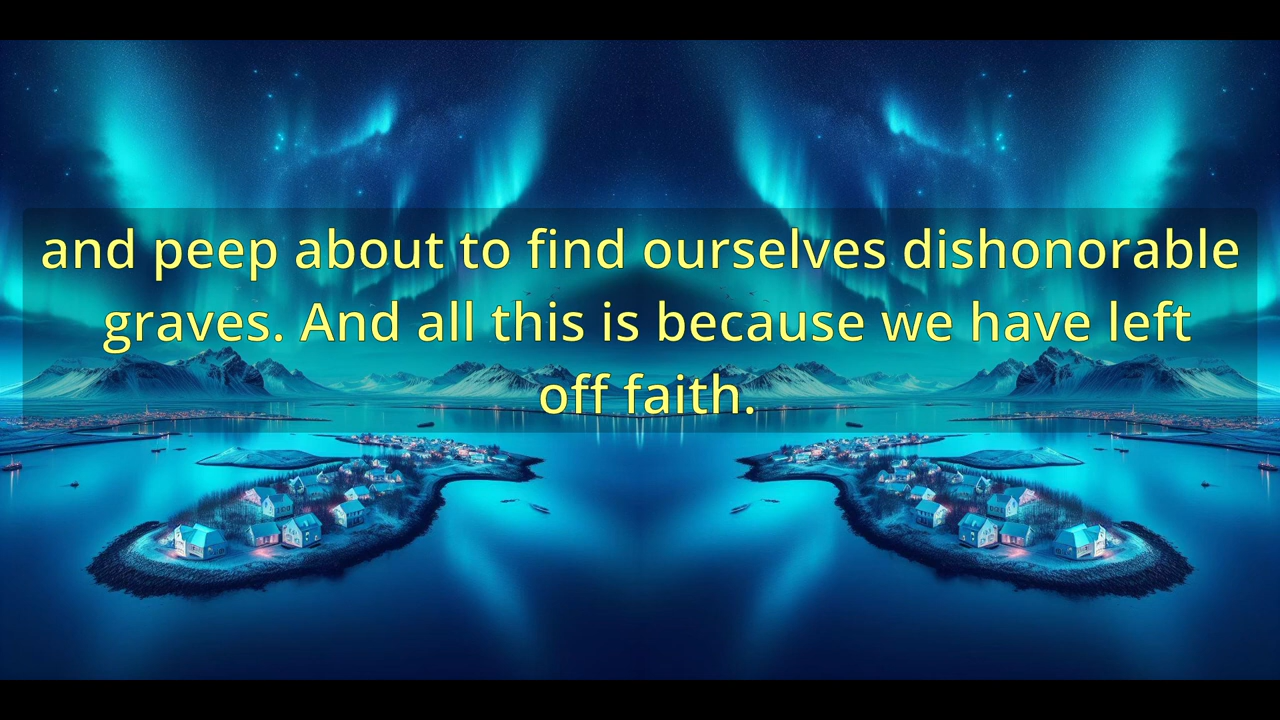 and peep about to find ourselves dishonorable
graves. And all this is because we have left
off faith.